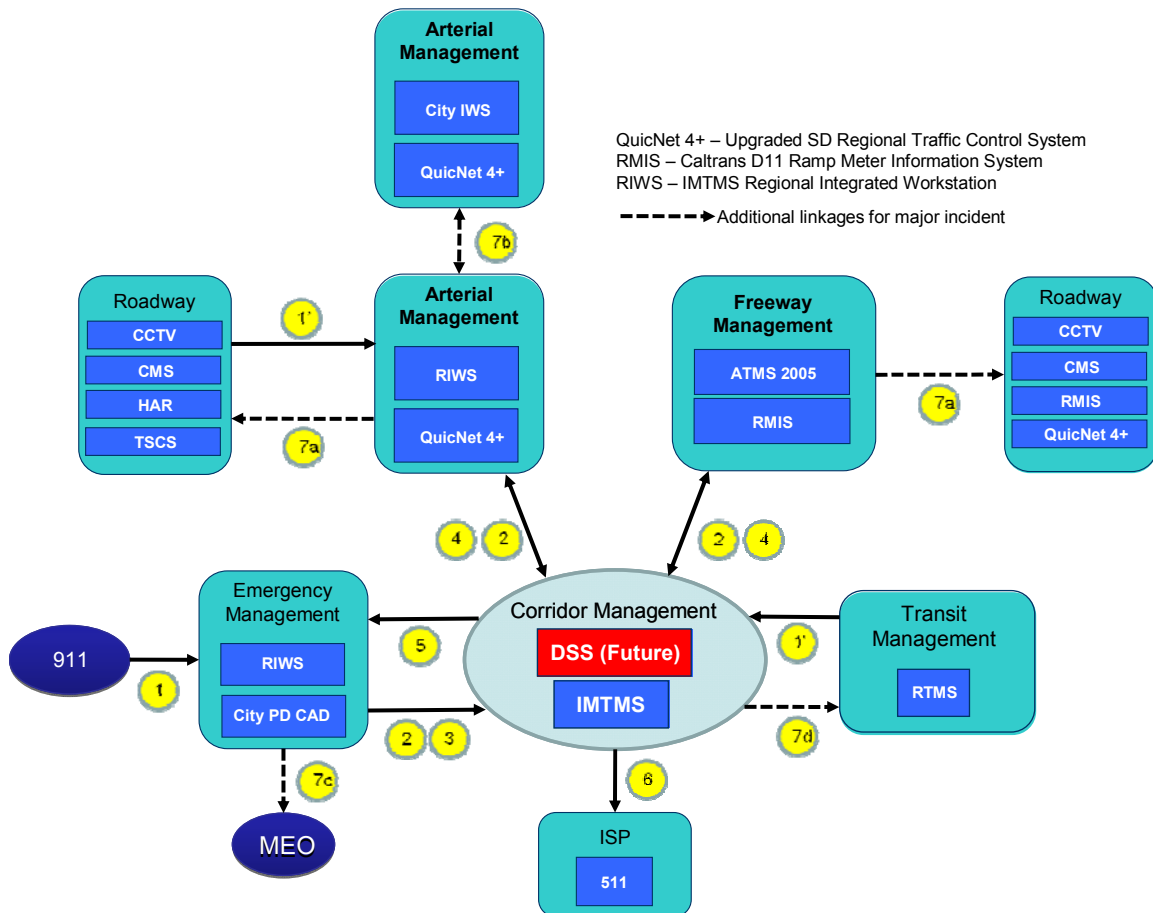 Arterial
Management
City IWS
QuicNet 4+
QuicNet 4+ – Upgraded SD Regional Traffic Control System
RMIS – Caltrans D11 Ramp Meter Information System
RIWS – IMTMS Regional Integrated Workstation
Additional linkages for major incident
7b
Roadway
CCTV
CMS
HAR
TSCS
1'
7a
Arterial
Management
RIWS
QuicNet 4+
Freeway
Management
ATMS 2005
RMIS
7a
Roadway
CCTV
CMS
RMIS
QuicNet 4+
4
2
2
4
911
1
Emergency
Management
RIWS
City PD CAD
5
2
3
Corridor Management
DSS (Future)
IMTMS
1'
7d
Transit
Management
RTMS
7c
MEO
6
ISP
511